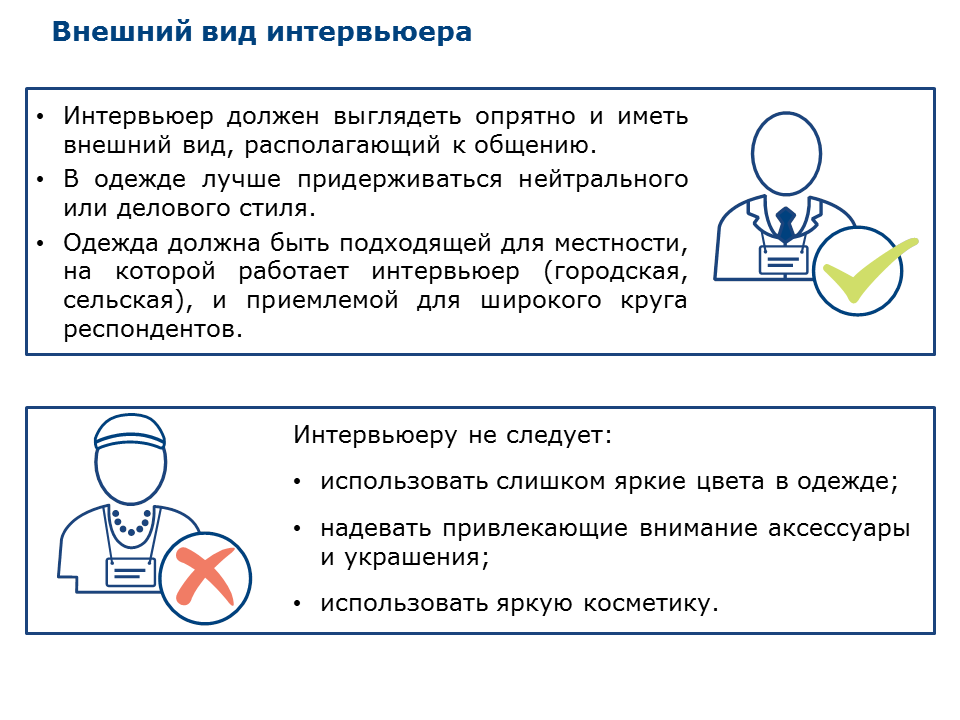 Внешний вид интервьюера
• Интервьюер должен выглядеть опрятно и иметь
внешний вид, располагающий к общению.
• В одежде лучше придерживаться нейтрального
или делового стиля.
• Одежда должна быть подходящей для местности,
на которой работает интервьюер (городская,
сельская), и приемлемой для широкого круга
респондентов.
Интервьюеру не следует:
• использовать слишком яркие цвета в одежде;
• надевать привлекающие внимание аксессуары
и украшения;
• использовать яркую косметику.